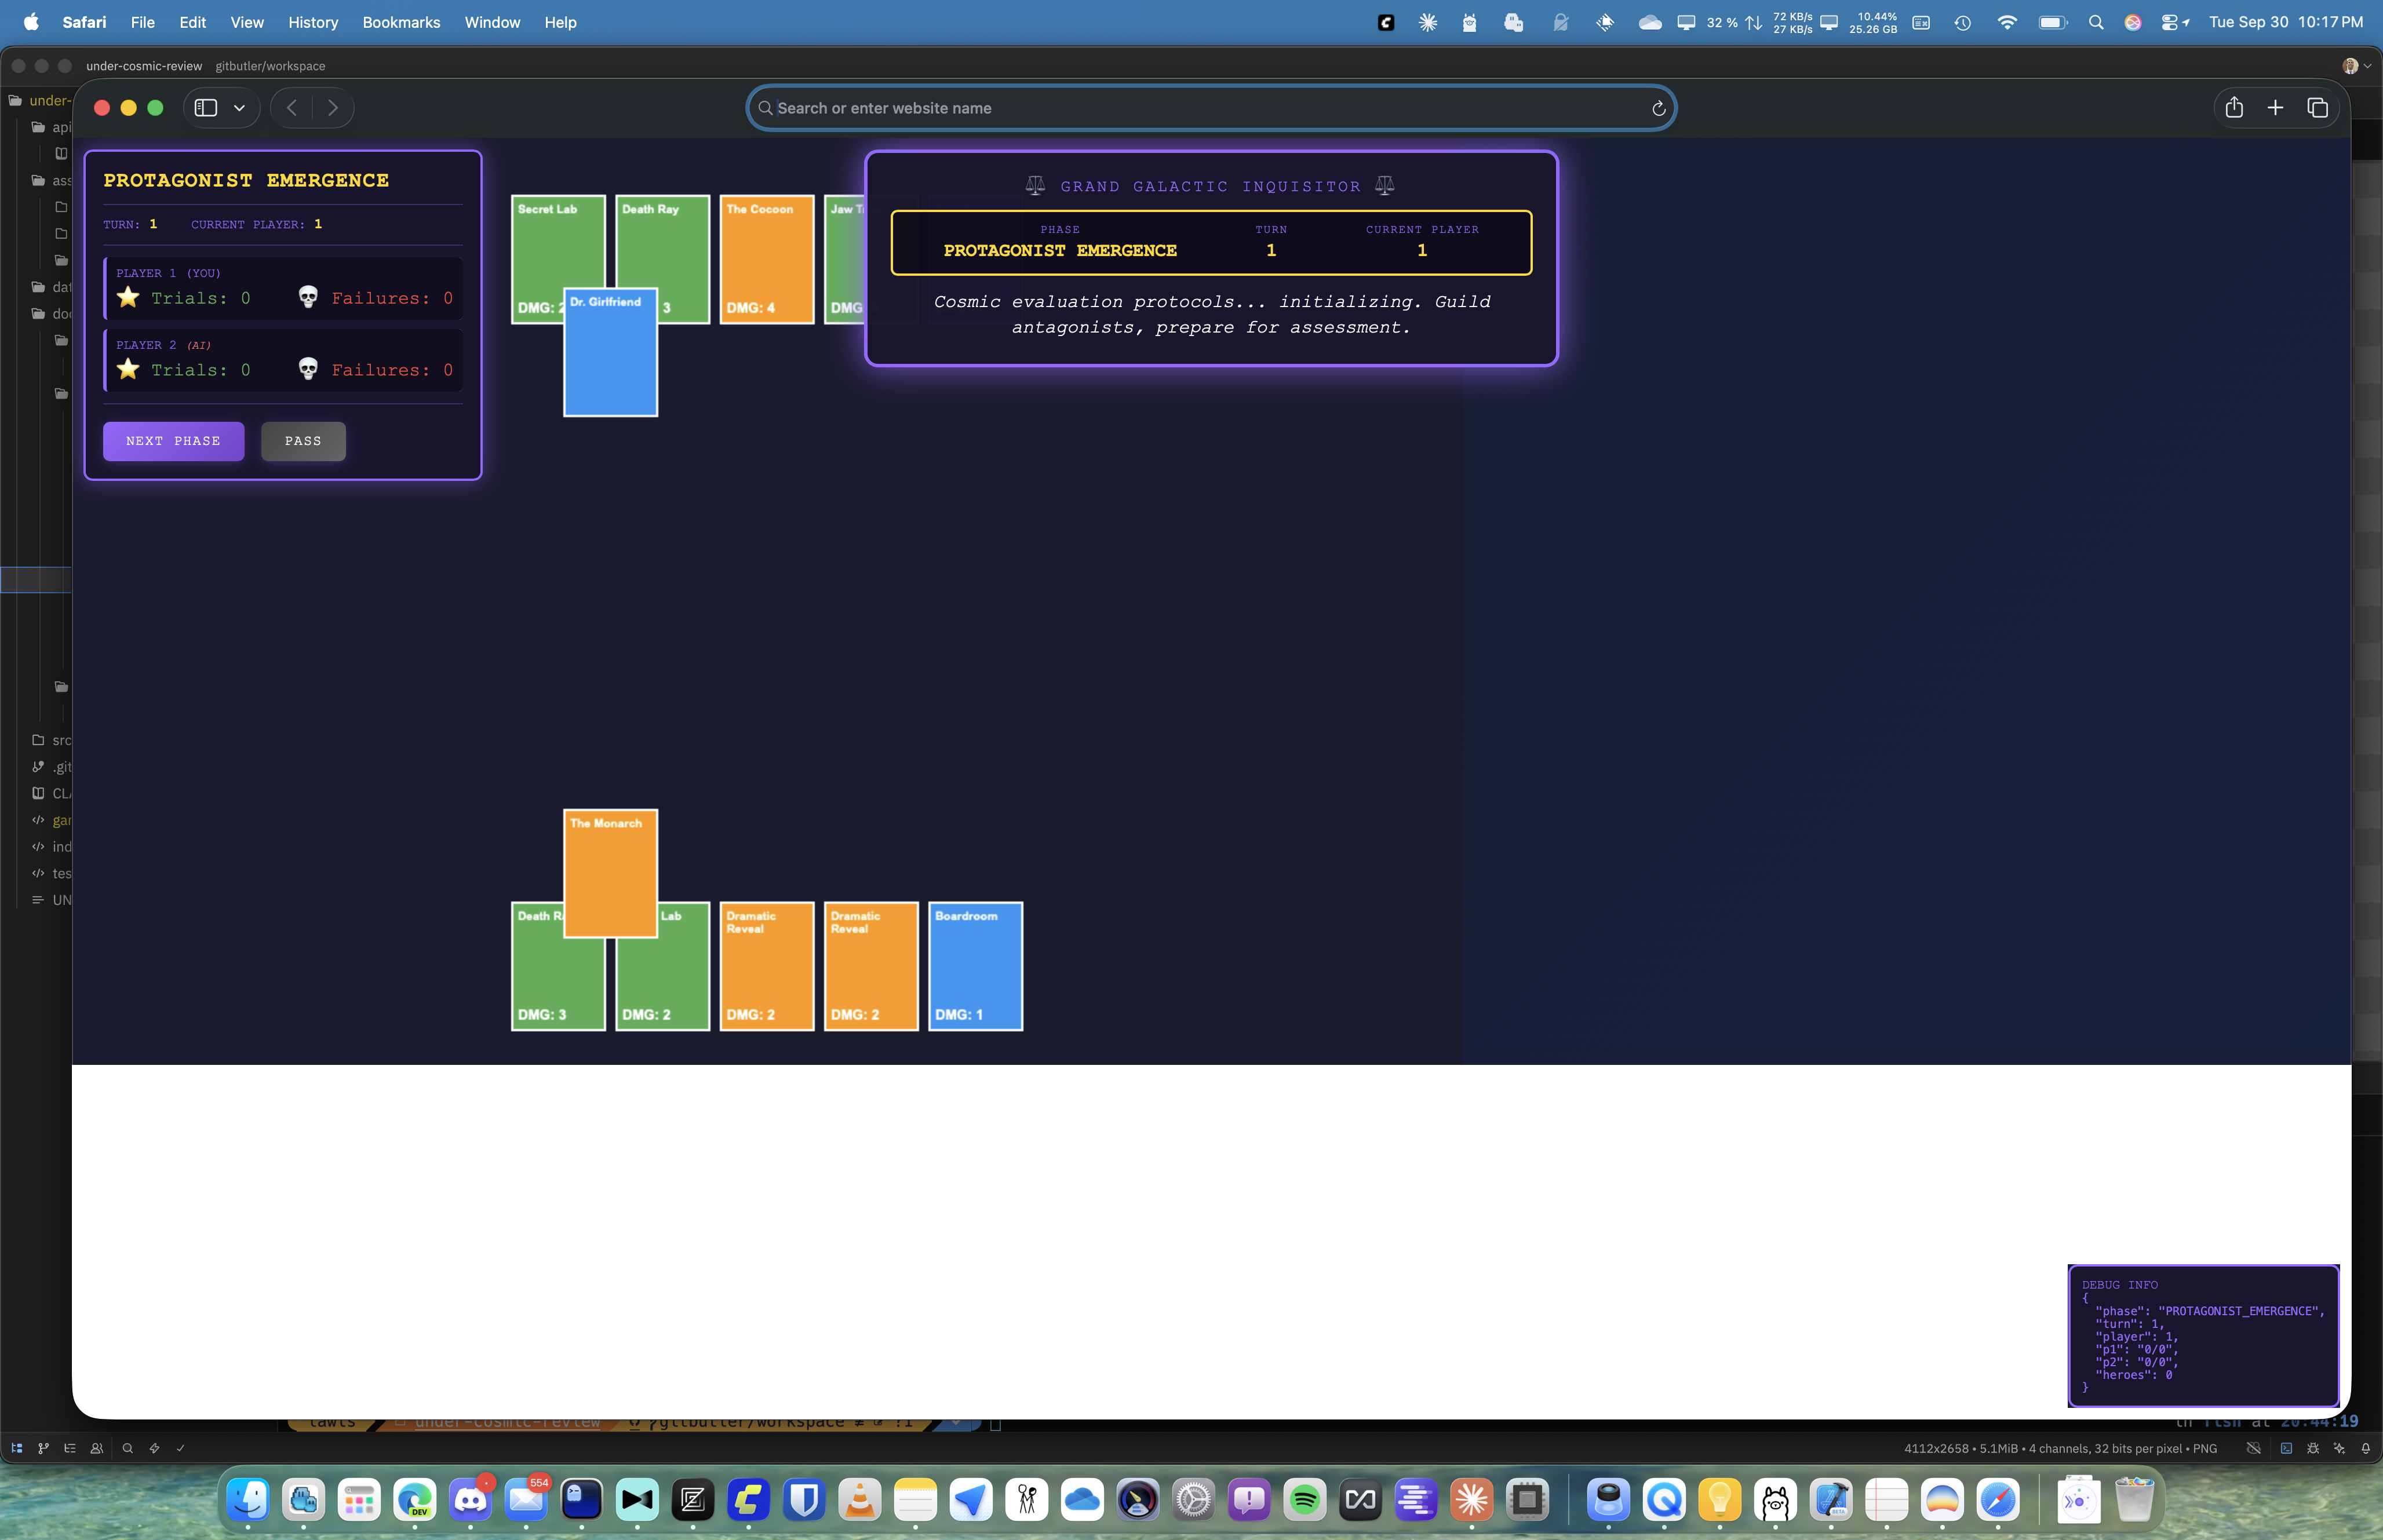 Safari File Edit View History Bookmarks Window Help
32 % 72 KB/s 27 KB/s 10.44% 25.26 GB Tue Sep 30 10:17 PM
under-cosmic-review gitbutler/workspace
Search or enter website name
under-
api
ass
dat
doc
src
.git
CLA
gar
ind
tes
UN
PROTAGONIST EMERGENCE
TURN: 1 CURRENT PLAYER: 1
PLAYER 1 (YOU)
Trials: 0 Failures: 0
PLAYER 2 (AI)
Trials: 0 Failures: 0
NEXT PHASE PASS
Secret Lab
DMG: 2
Death Ray
3
The Cocoon
DMG: 4
Jaw T
DMG
Dr. Girlfriend
GRAND GALACTIC INQUISITOR
PHASE TURN CURRENT PLAYER
PROTAGONIST EMERGENCE 1 1
Cosmic evaluation protocols... initializing. Guild
antagonists, prepare for assessment.
The Monarch
Death R
DMG: 3
Lab
DMG: 2
Dramatic
Reveal
DMG: 2
Dramatic
Reveal
DMG: 2
Boardroom
DMG: 1
DEBUG INFO
{
"phase": "PROTAGONIST_EMERGENCE",
"turn": 1,
"player": 1,
"p1": "0/0",
"p2": "0/0",
"heroes": 0
}
under-cosmic-review gitbutler/workspace
at 20:44:19
4112x2658 • 5.1MiB • 4 channels, 32 bits per pixel • PNG
DEV
554
BETA